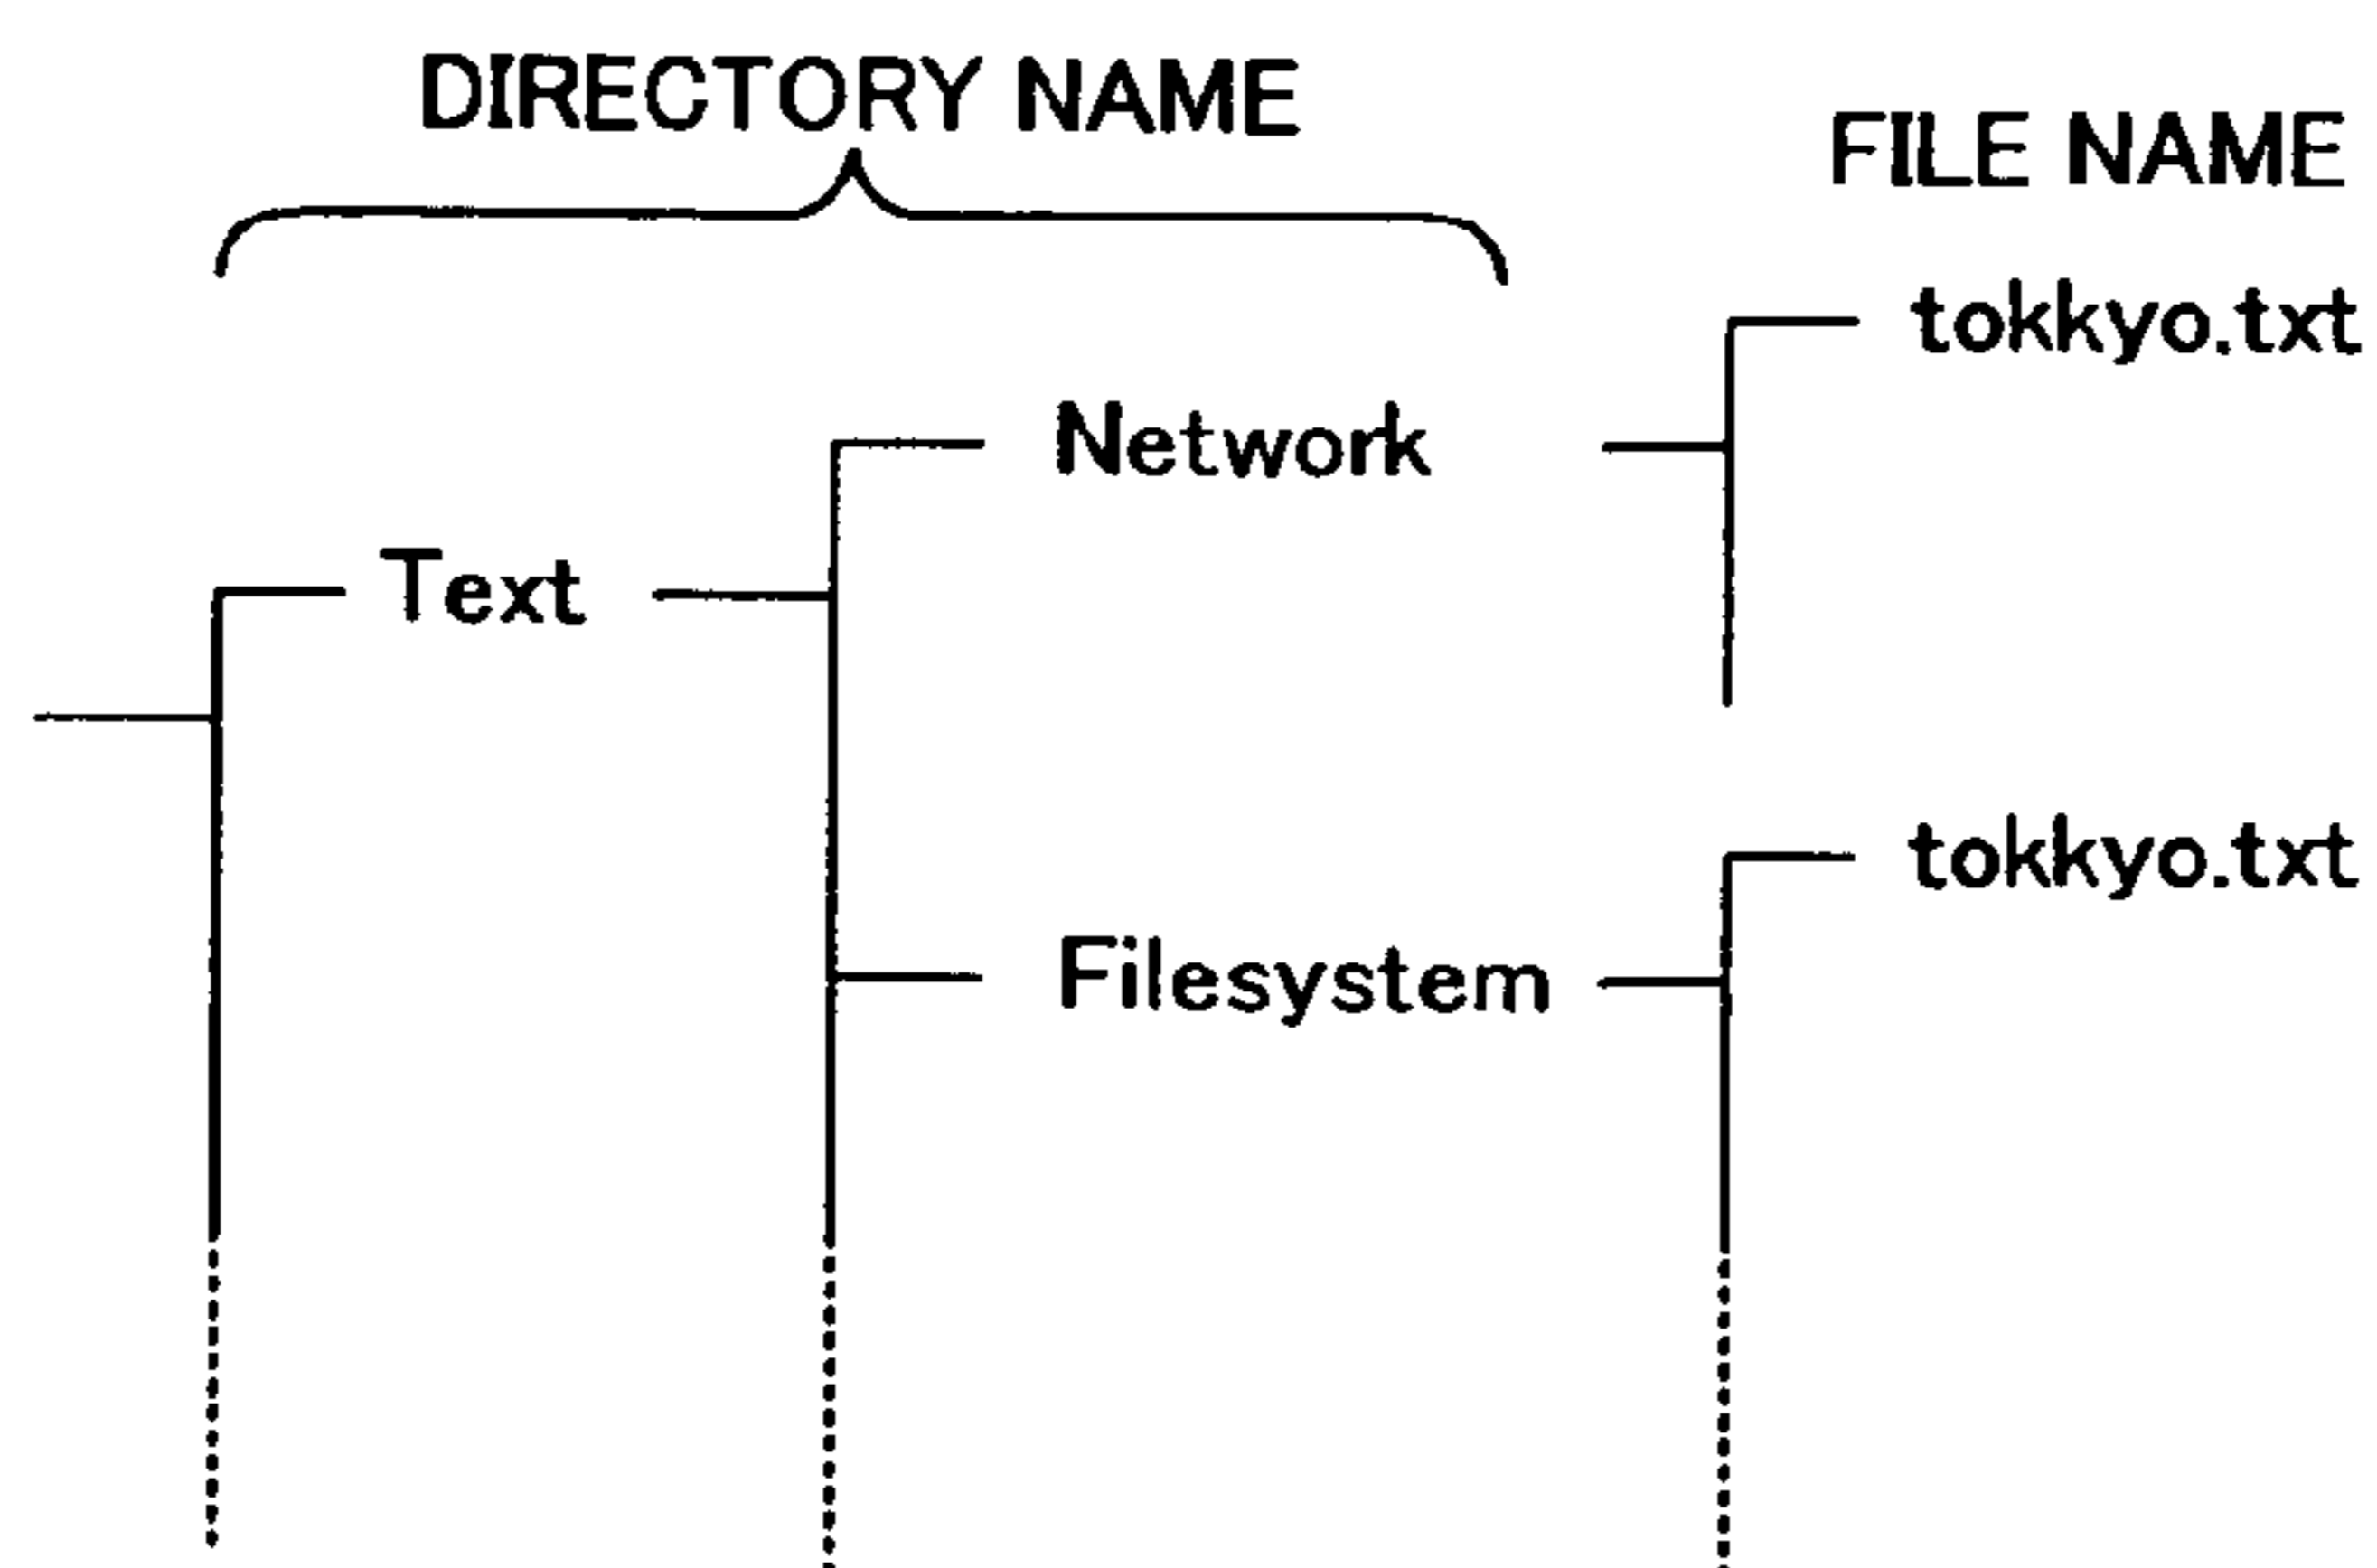 DIRECTORY NAME
FILE NAME
tokkyo.txt
Network
Text
tokkyo.txt
Filesystem